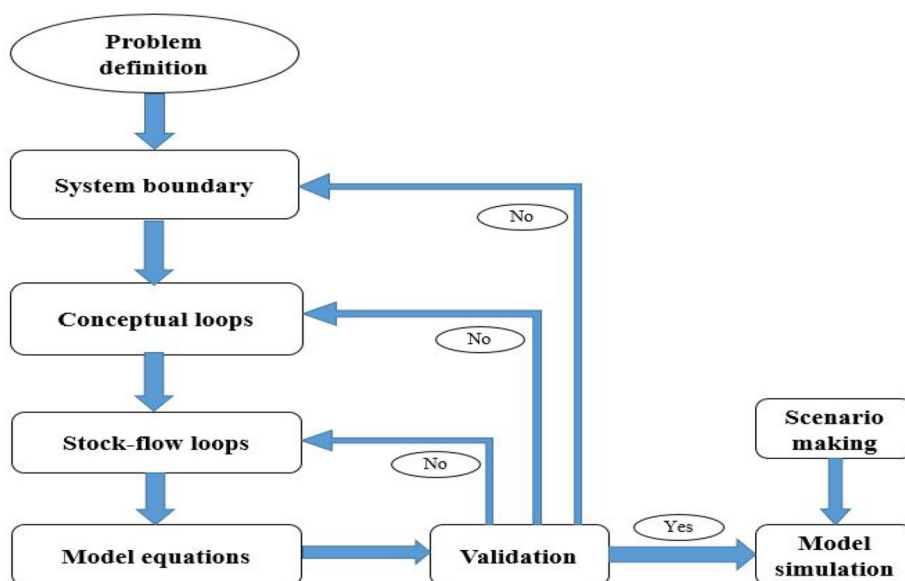 Problem
definition
System boundary
No
Conceptual loops
No
Stock-flow loops
No
Scenario
making
Model equations
Validation
Yes
Model
simulation